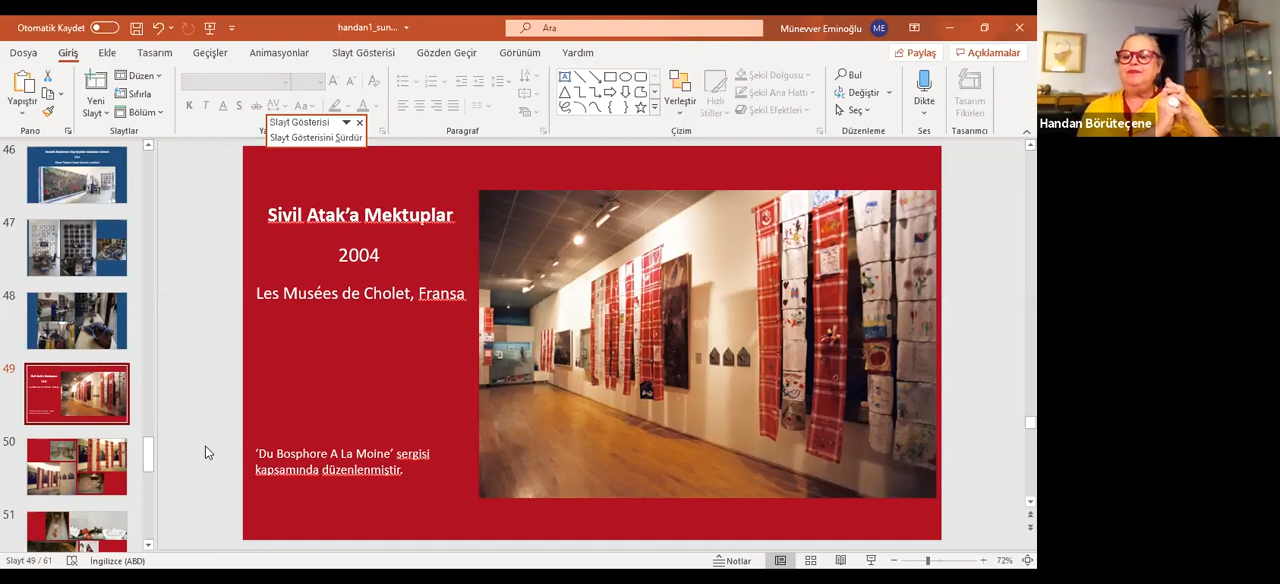 Otomatik Kaydet
handan1_sun...
Ara
Münevver Eminoğlu
ME
Dosya
Giriş
Ekle
Tasarım
Geçişler
Animasyonlar
Slayt Gösterisi
Gözden Geçir
Görünüm
Yardım
Paylaş
Açıklamalar
Yapıştır
Yeni
Slayt
Düzen
Sıfırla
Bölüm
K T A S ab AV Aa A
Yerleştir
Hızlı
Stiller
Şekil Dolgusu
Şekil Ana Hattı
Şekil Efektleri
Bul
Değiştir
Seç
Dikte
Tasarım
Fikirleri
Pano
Slaytlar
Paragraf
Çizim
Düzenleme
Ses
Tasarımcı
Slayt Gösterisi
Slayt Gösterisini Sürdür
46
47
48
49
50
51
Sivil Atak’a Mektuplar
2004
Les Musées de Cholet, Fransa
‘Du Bosphore A La Moine’ sergisi
kapsamında düzenlenmiştir.
Handan Börüteçene
Slayt 49 / 61
İngilizce (ABD)
Notlar
72%